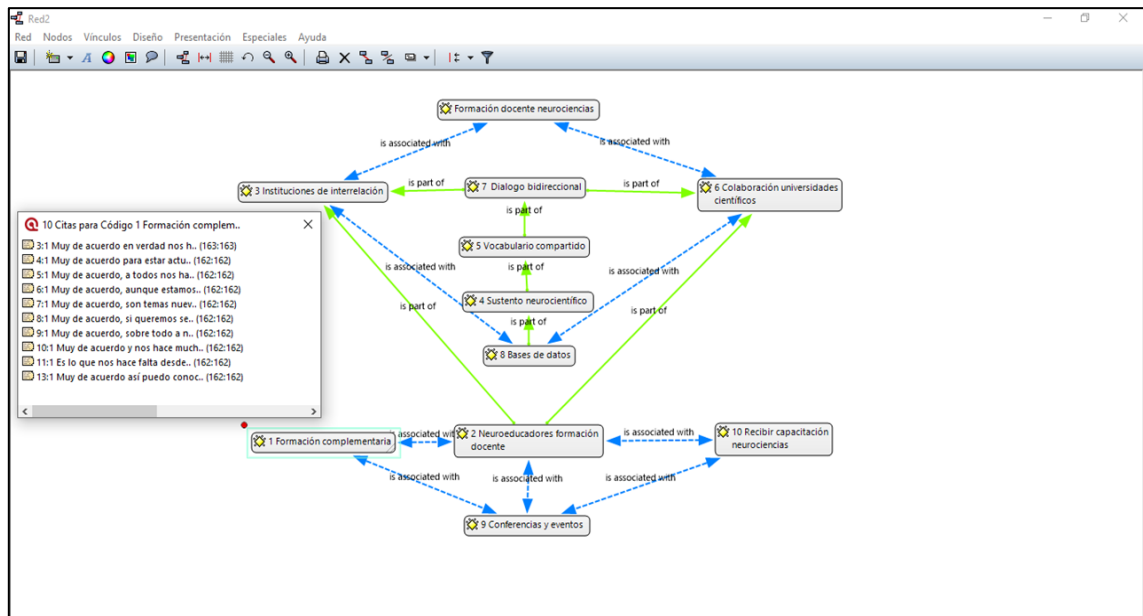 Red2
Red Nodos Vínculos Diseño Presentación Especiales Ayuda
Formación docente neurociencias
is associated with
is associated with
3 Instituciones de interrelación
is part of
7 Dialogo bidireccional
is part of
6 Colaboración universidades
científicos
is part of
10 Citas para Código 1 Formación complem..
3:1 Muy de acuerdo en verdad nos h.. (163:163)
4:1 Muy de acuerdo para estar actu.. (162:162)
5:1 Muy de acuerdo, a todos nos ha.. (162:162)
6:1 Muy de acuerdo, aunque estamos.. (162:162)
7:1 Muy de acuerdo, son temas nuev.. (162:162)
8:1 Muy de acuerdo, si queremos se.. (162:162)
9:1 Muy de acuerdo, sobre todo a n.. (162:162)
10:1 Muy de acuerdo y nos hace much.. (162:162)
11:1 Es lo que nos hace falta desde.. (162:162)
13:1 Muy de acuerdo así puedo conoc.. (162:162)
5 Vocabulario compartido
is associated with
is part of
is associated with
4 Sustento neurocientífico
is part of
is part of
is part of
8 Bases de datos
1 Formación complementaria
associated with
2 Neuroeducadores formación
docente
is associated with
10 Recibir capacitación
neurociencias
is associated with
is associated with
is associated with
9 Conferencias y eventos